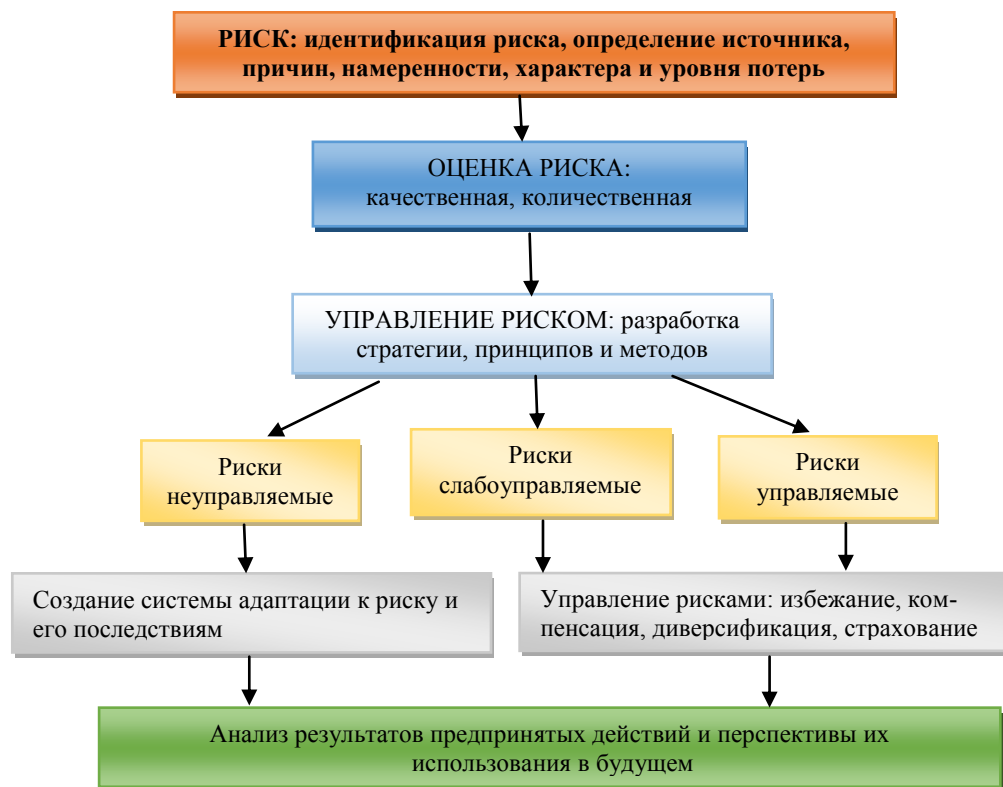 РИСК: идентификация риска, определение источника,
причин, намеренности, характера и уровня потерь
ОЦЕНКА РИСКА:
качественная, количественная
УПРАВЛЕНИЕ РИСКОМ: разработка
стратегии, принципов и методов
Риски
неуправляемые
Риски
слабоуправляемые
Риски
управляемые
Создание системы адаптации к риску и
его последствиям
Управление рисками: избежание, ком-
пенсация, диверсификация, страхование
Анализ результатов предпринятых действий и перспективы их
использования в будущем